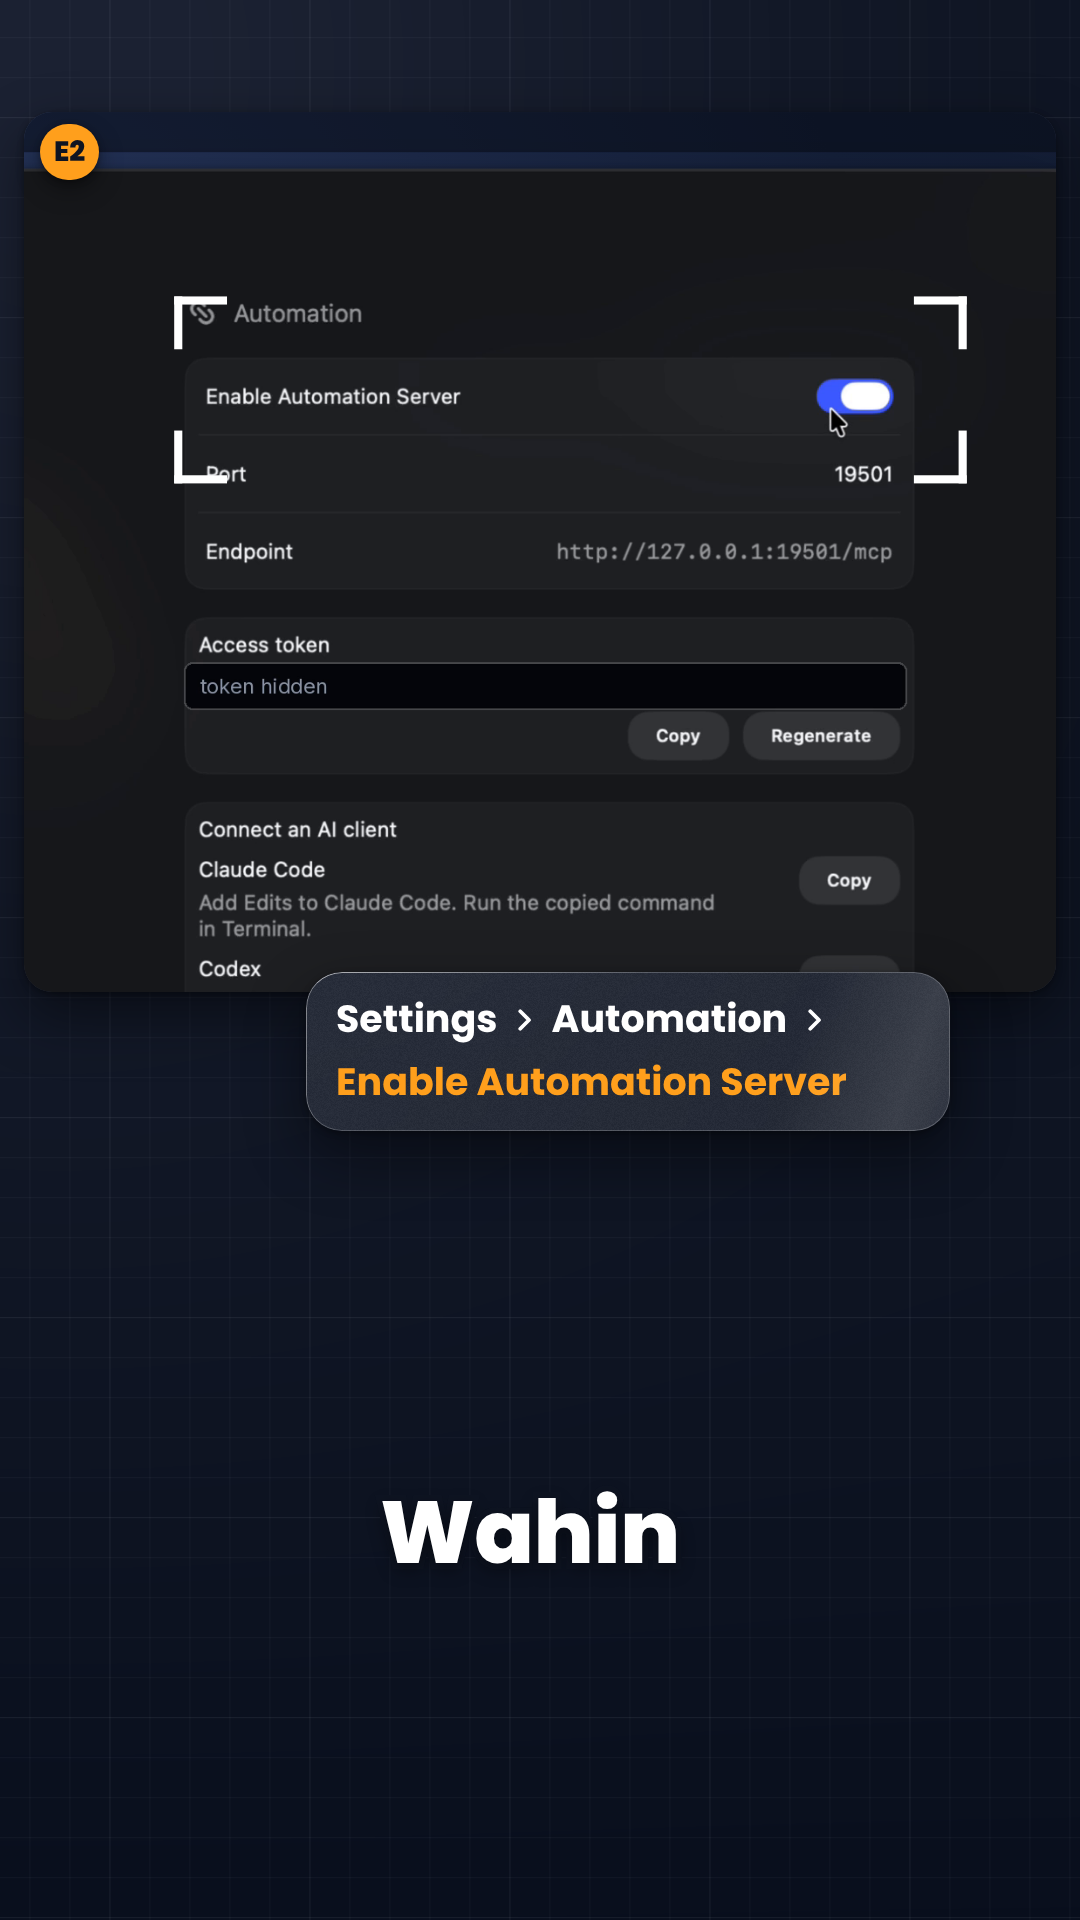 E2
Automation
Enable Automation Server
Port 19501
Endpoint http://127.0.0.1:19501/mcp
Access token
token hidden
Copy Regenerate
Connect an AI client
Claude Code
Copy
Add Edits to Claude Code. Run the copied command
in Terminal.
Codex
Settings > Automation >
Enable Automation Server
Wahin